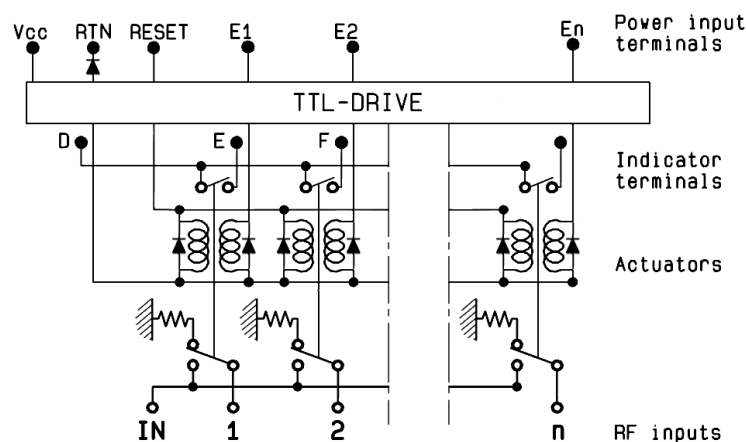 Vcc RTN RESET E1 E2 En Power input
terminals
TTL-DRIVE
D E F Indicator
terminals
Actuators
IN 1 2 n RF inputs